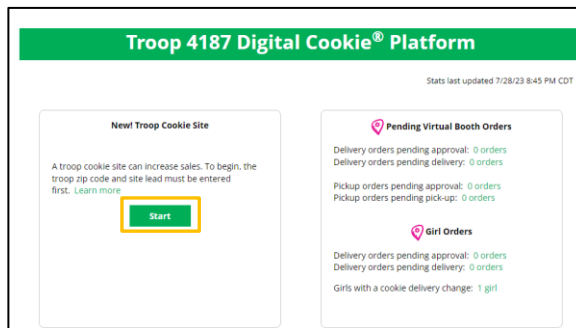 Troop 4187 Digital Cookie® Platform
Stats last updated 7/28/23 8:45 PM CDT
New! Troop Cookie Site
A troop cookie site can increase sales. To begin, the
troop zip code and site lead must be entered
first. Learn more
Start
Pending Virtual Booth Orders
Delivery orders pending approval: 0 orders
Delivery orders pending delivery: 0 orders
Pickup orders pending approval: 0 orders
Pickup orders pending pick-up: 0 orders
Girl Orders
Delivery orders pending approval: 0 orders
Delivery orders pending delivery: 0 orders
Girls with a cookie delivery change: 1 girl